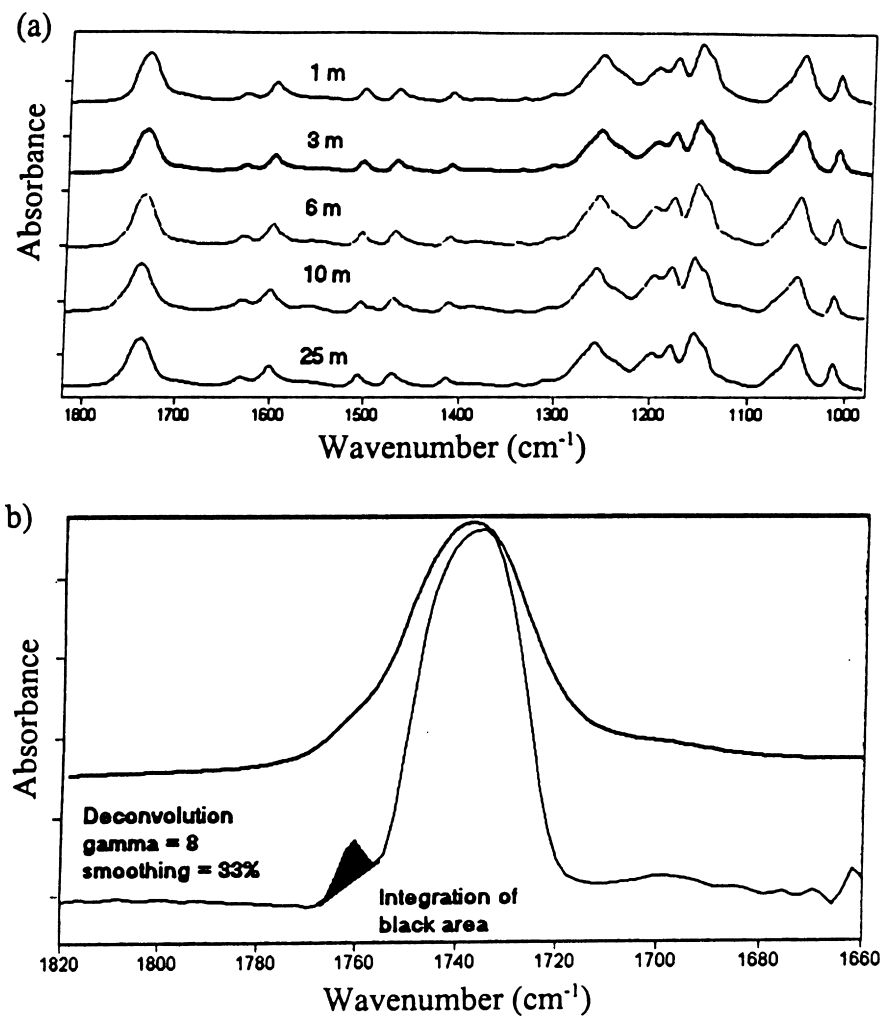 (a)
1 m
3 m
6 m
10 m
25 m
Absorbance
1800 1700 1600 1500 1400 1300 1200 1100 1000
Wavenumber (cm-1)
b)
Absorbance
Deconvolution
gamma = 8
smoothing = 33%
Integration of
black area
1820 1800 1780 1760 1740 1720 1700 1680 1660
Wavenumber (cm-1)